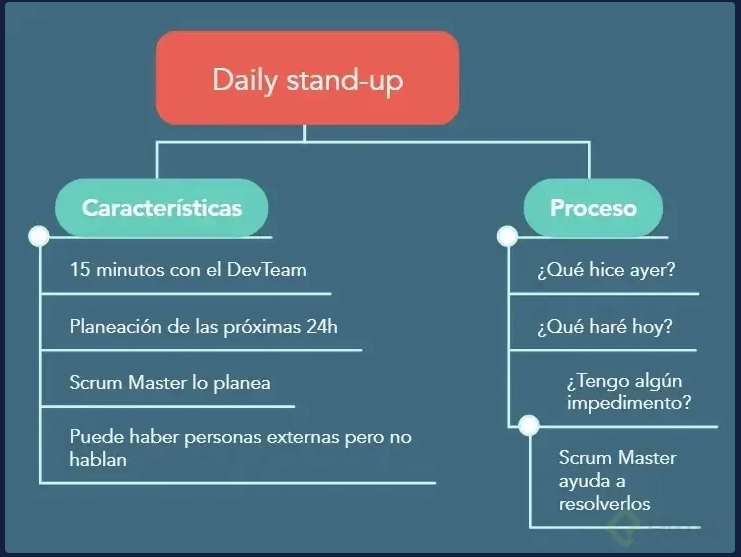 Daily stand-up
Características
15 minutos con el DevTeam
Planeación de las próximas 24h
Scrum Master lo planea
Puede haber personas externas pero no
hablan
Proceso
¿Qué hice ayer?
¿Qué haré hoy?
¿Tengo algún
impedimento?
Scrum Master
ayuda a
resolverlos